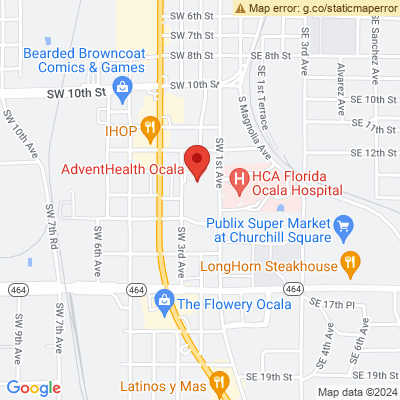 Map error: g.co/staticmaperror
SW 6th St
SW 7th St
SW 8th St
SE 8th St
SE 3rd Ave
SE Sanchez Ave
Alvarez Ave
Bearded Browncoat
Comics & Games
SW 10th St
SW 10th St
SE 1st Terrace
S Magnolia Ave
SE 10th St
SE 11th St
SE 12th St
IHOP
SW 10th Ave
AdventHealth Ocala
SW 1st Ave
HCA Florida
Ocala Hospital
SW 7th Rd
SW 6th Ave
SW 3rd Ave
Publix Super Market
at Churchill Square
LongHorn Steakhouse
464
464
464
The Flowery Ocala
SE 17th Pl
SW 9th Ave
SW 7th Ave
SE 4th Ave
SE 6th Ave
Latinos y Mas
SE 19th St
SE 19th St
Google
Map data ©2024